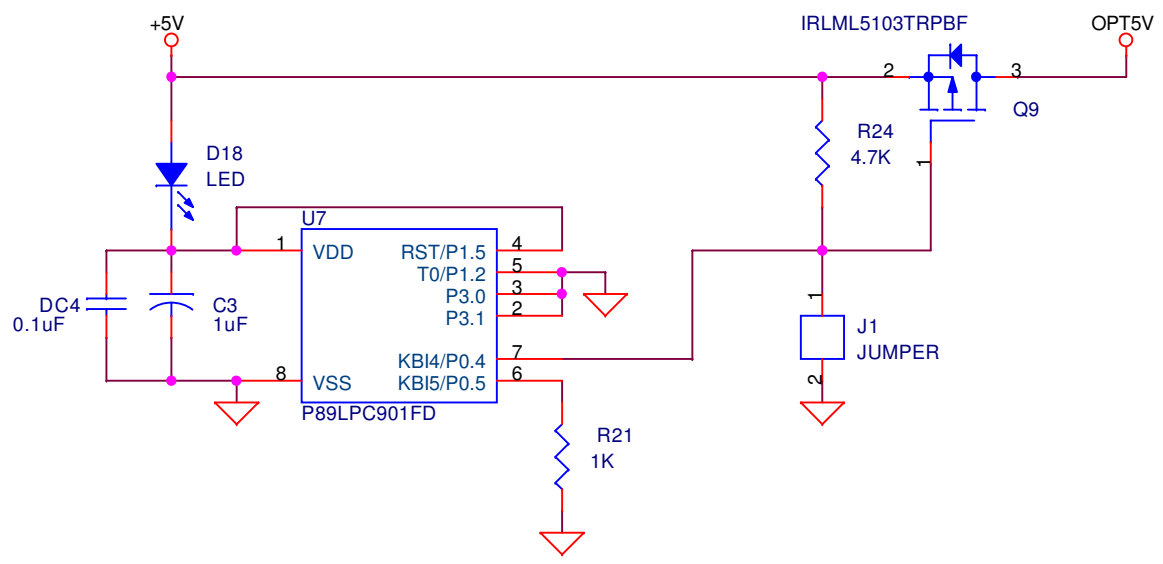 +5V
IRLML5103TRPBF
OPT5V
2
3
Q9
R24
4.7K
1
D18
LED
U7
1
VDD
RST/P1.5
4
T0/P1.2
5
P3.0
3
P3.1
2
DC4
0.1uF
C3
1uF
1
J1
JUMPER
2
KBI4/P0.4
7
8
VSS
KBI5/P0.5
6
P89LPC901FD
R21
1K